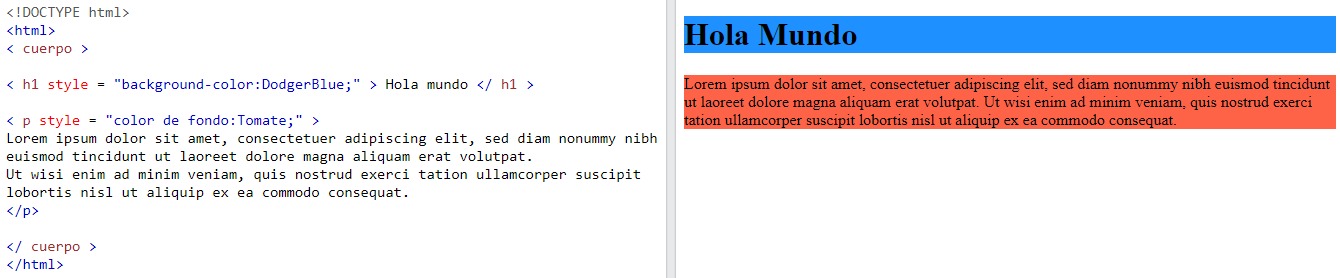 <!DOCTYPE html>
<html>
< cuerpo >
< h1 style = "background-color:DodgerBlue;" > Hola mundo </ h1 >
< p style = "color de fondo:Tomate;" >
Lorem ipsum dolor sit amet, consectetuer adipiscing elit, sed diam nonummy nibh
euismod tincidunt ut laoreet dolore magna aliquam erat volutpat.
Ut wisi enim ad minim veniam, quis nostrud exerci tation ullamcorper suscipit
lobortis nisl ut aliquip ex ea commodo consequat.
</p>
</ cuerpo >
</html>
Hola Mundo
Lorem ipsum dolor sit amet, consectetuer adipiscing elit, sed diam nonummy nibh euismod tincidunt
ut laoreet dolore magna aliquam erat volutpat. Ut wisi enim ad minim veniam, quis nostrud exerci
tation ullamcorper suscipit lobortis nisl ut aliquip ex ea commodo consequat.